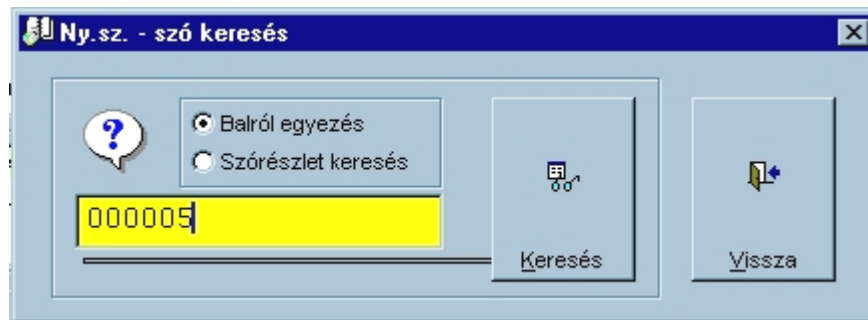 Ny.sz. - szó keresés
Balról egyezés
Szórészlet keresés
000005
Keresés
Vissza